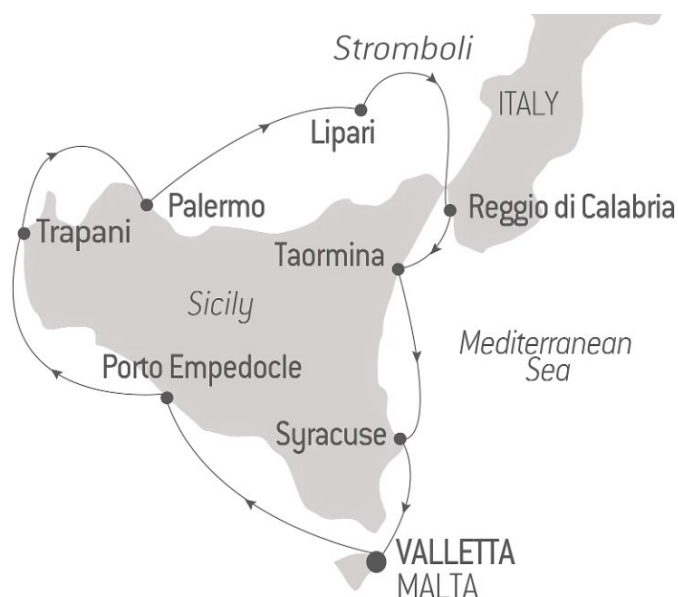 Stromboli
ITALY
Lipari
Palermo
Reggio di Calabria
Trapani
Taormina
Sicily
Mediterranean
Sea
Porto Empedocle
Syracuse
VALLETTA
MALTA